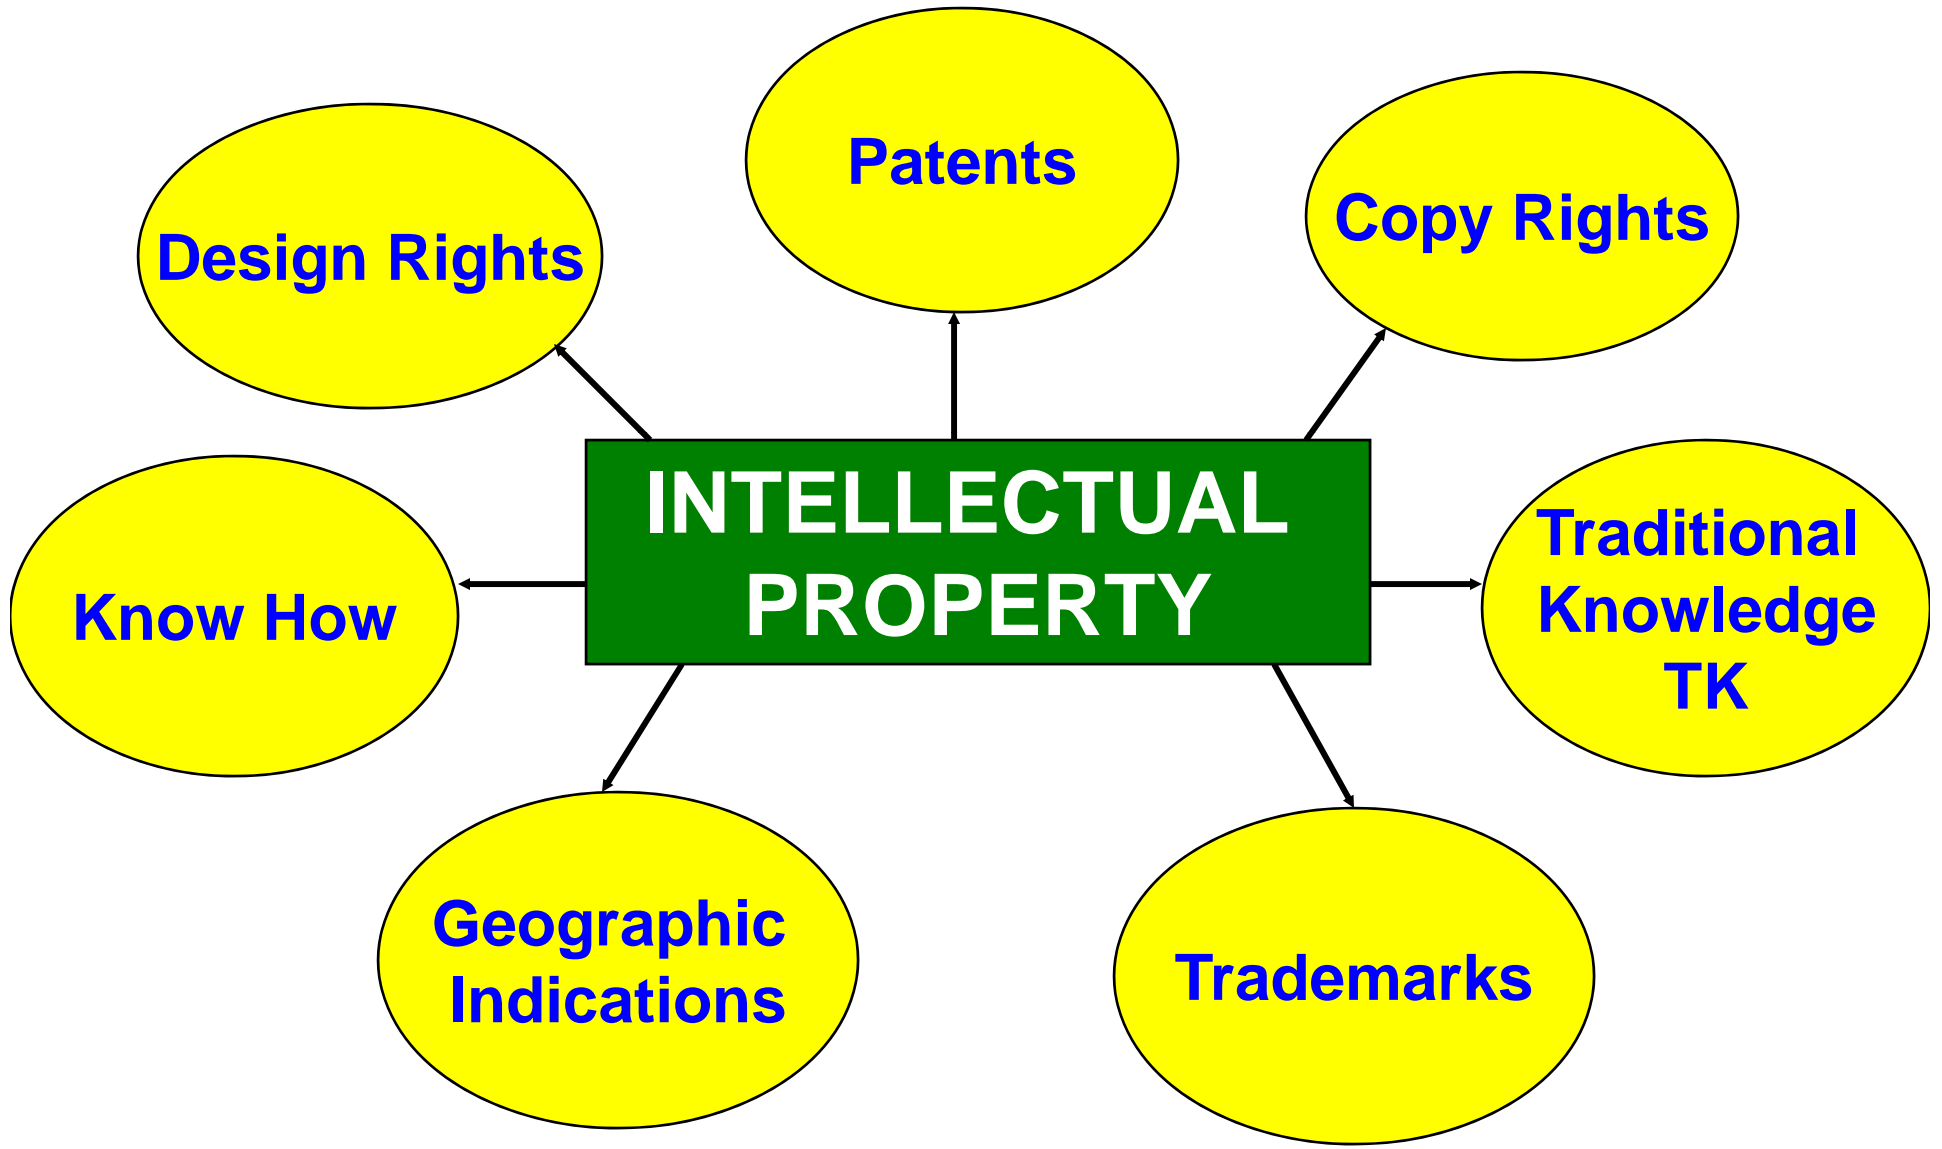 Patents
Copy Rights
Design Rights
INTELLECTUAL
PROPERTY
Traditional
Knowledge
TK
Know How
Geographic
Indications
Trademarks